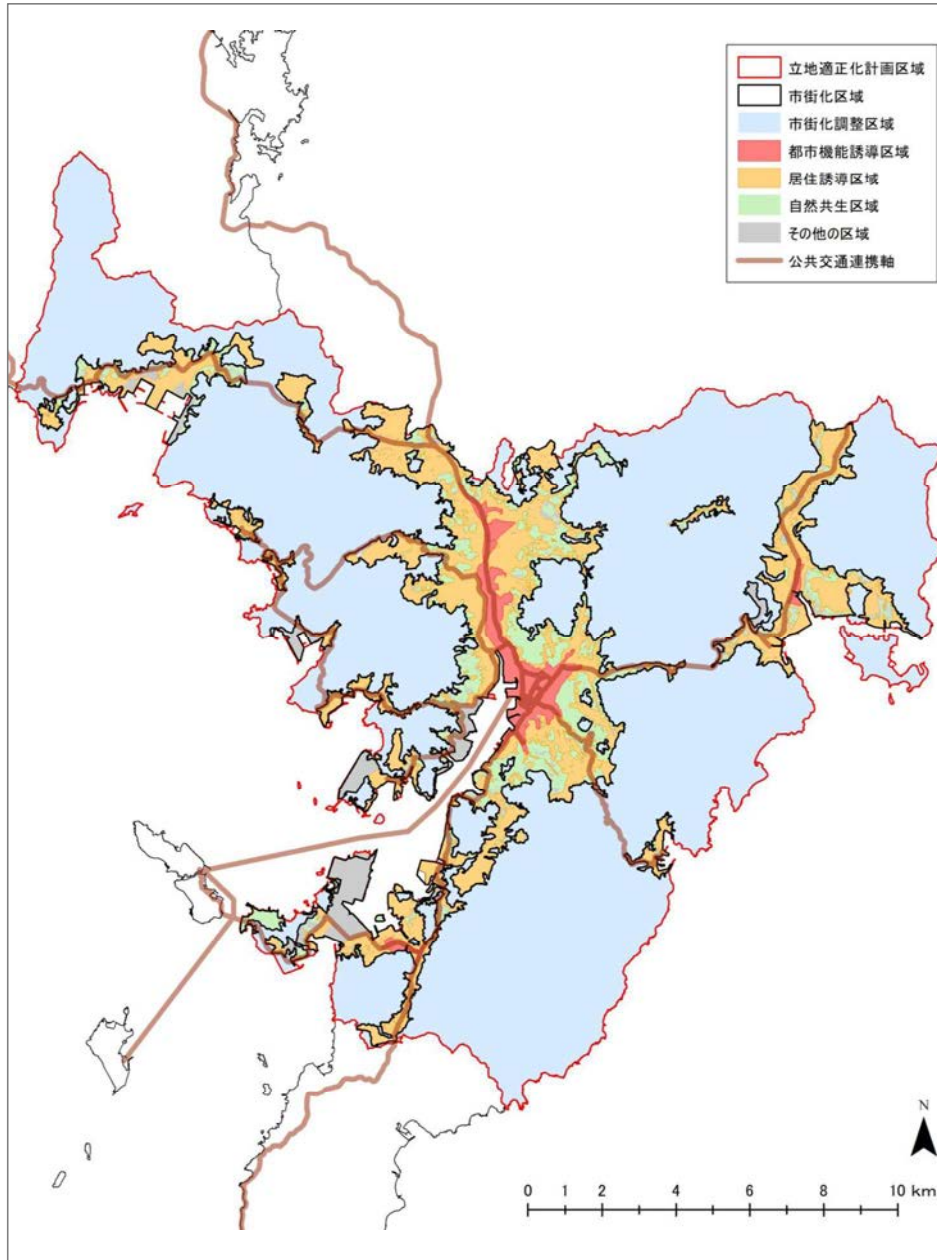 立地適正化計画区域
市街化区域
市街化調整区域
都市機能誘導区域
居住誘導区域
自然共生区域
その他の区域
公共交通連携軸
N
0 1 2 4 6 8 10 km